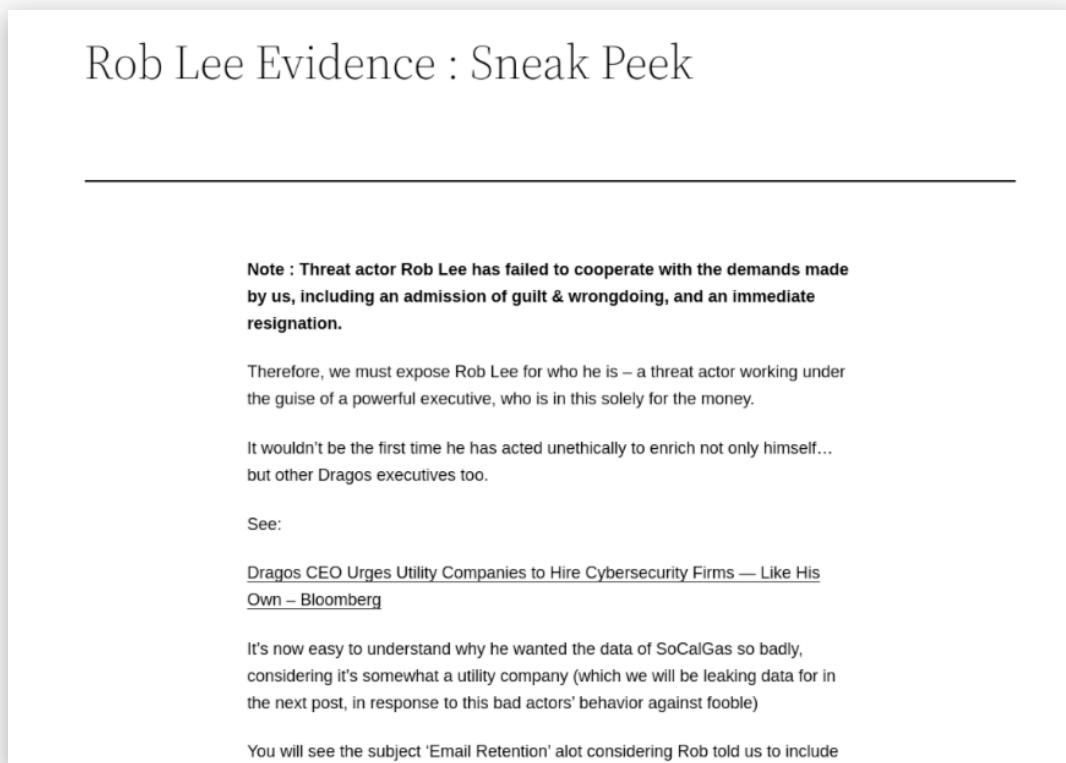 Rob Lee Evidence : Sneak Peek
Note : Threat actor Rob Lee has failed to cooperate with the demands made
by us, including an admission of guilt & wrongdoing, and an immediate
resignation.
Therefore, we must expose Rob Lee for who he is – a threat actor working under
the guise of a powerful executive, who is in this solely for the money.
It wouldn’t be the first time he has acted unethically to enrich not only himself…
but other Dragos executives too.
See:
Dragos CEO Urges Utility Companies to Hire Cybersecurity Firms — Like His
Own – Bloomberg
It’s now easy to understand why he wanted the data of SoCalGas so badly,
considering it’s somewhat a utility company (which we will be leaking data for in
the next post, in response to this bad actors’ behavior against fooble)
You will see the subject ‘Email Retention’ alot considering Rob told us to include